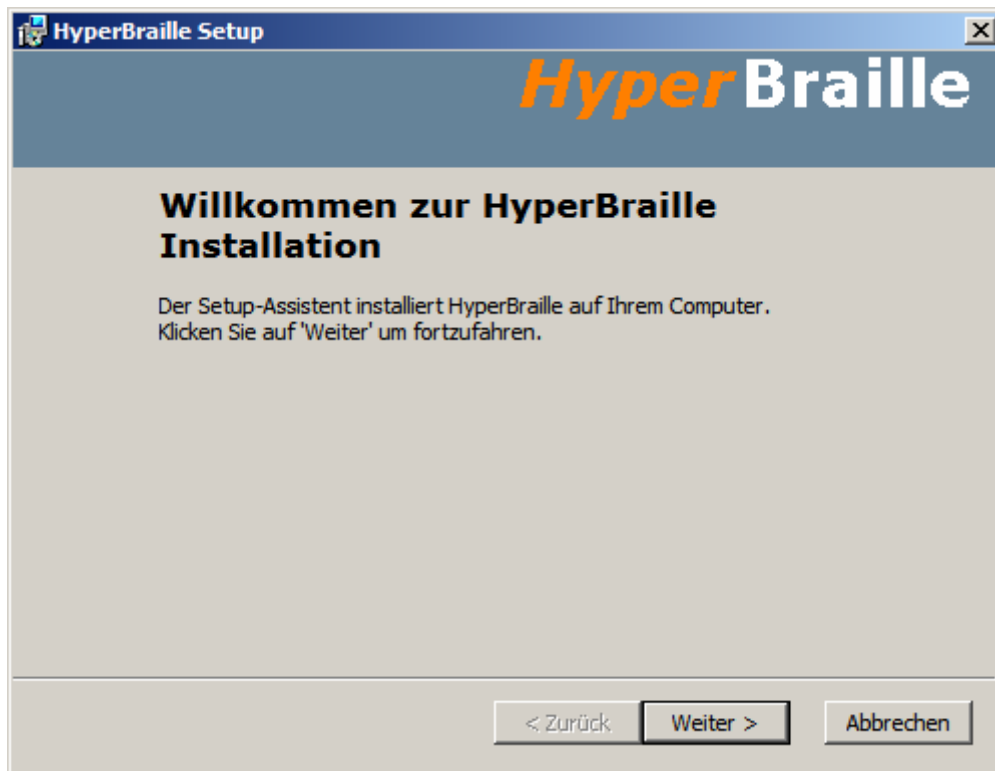 HyperBraille Setup
HyperBraille
Willkommen zur HyperBraille
Installation
Der Setup-Assistent installiert HyperBraille auf Ihrem Computer.
Klicken Sie auf 'Weiter' um fortzufahren.
< Zurück Weiter > Abbrechen